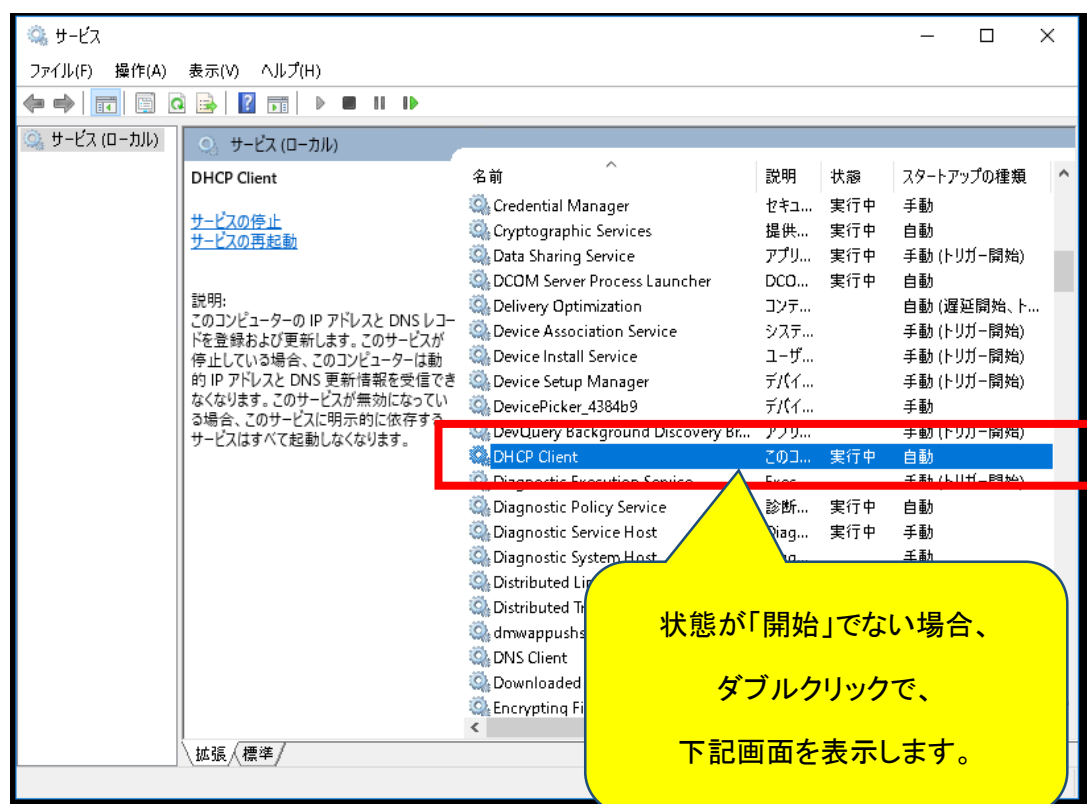 サービス
ファイル(F) 操作(A) 表示(V) ヘルプ(H)
サービス (ローカル)
サービス (ローカル)
DHCP Client
サービスの停止
サービスの再起動
説明:
このコンピューターの IP アドレスと DNS レコー
ドを登録および更新します。このサービスが
停止している場合、このコンピューターは動
的 IP アドレスと DNS 更新情報を受信でき
なくなります。このサービスが無効になってい
る場合、このサービスに明示的に依存する
サービスはすべて起動しなくなります。
名前 説明 状態 スタートアップの種類
Credential Manager セキュ... 実行中 手動
Cryptographic Services 提供... 実行中 自動
Data Sharing Service アプリ... 実行中 手動 (トリガー開始)
DCOM Server Process Launcher DCO... 実行中 自動
Delivery Optimization コンテ... 自動 (遅延開始、ト...
Device Association Service システ... 手動 (トリガー開始)
Device Install Service ユーザ... 手動 (トリガー開始)
Device Setup Manager デバイ... 手動 (トリガー開始)
DevicePicker_4384b9 デバイ... 手動
DevQuery Background Discovery Br... アプリ... 手動 (トリガー開始)
DHCP Client このコ... 実行中 自動
Diagnostic Execution Service Exec... 手動 (トリガー開始)
Diagnostic Policy Service 診断... 実行中 自動
Diagnostic Service Host Diag... 実行中 手動
Diagnostic System Host 手動
Distributed
Distributed
dmwappushs
DNS Client
Downloaded
Encrypting Fi
拡張 標準
状態が「開始」でない場合、
ダブルクリックで、
下記画面を表示します。